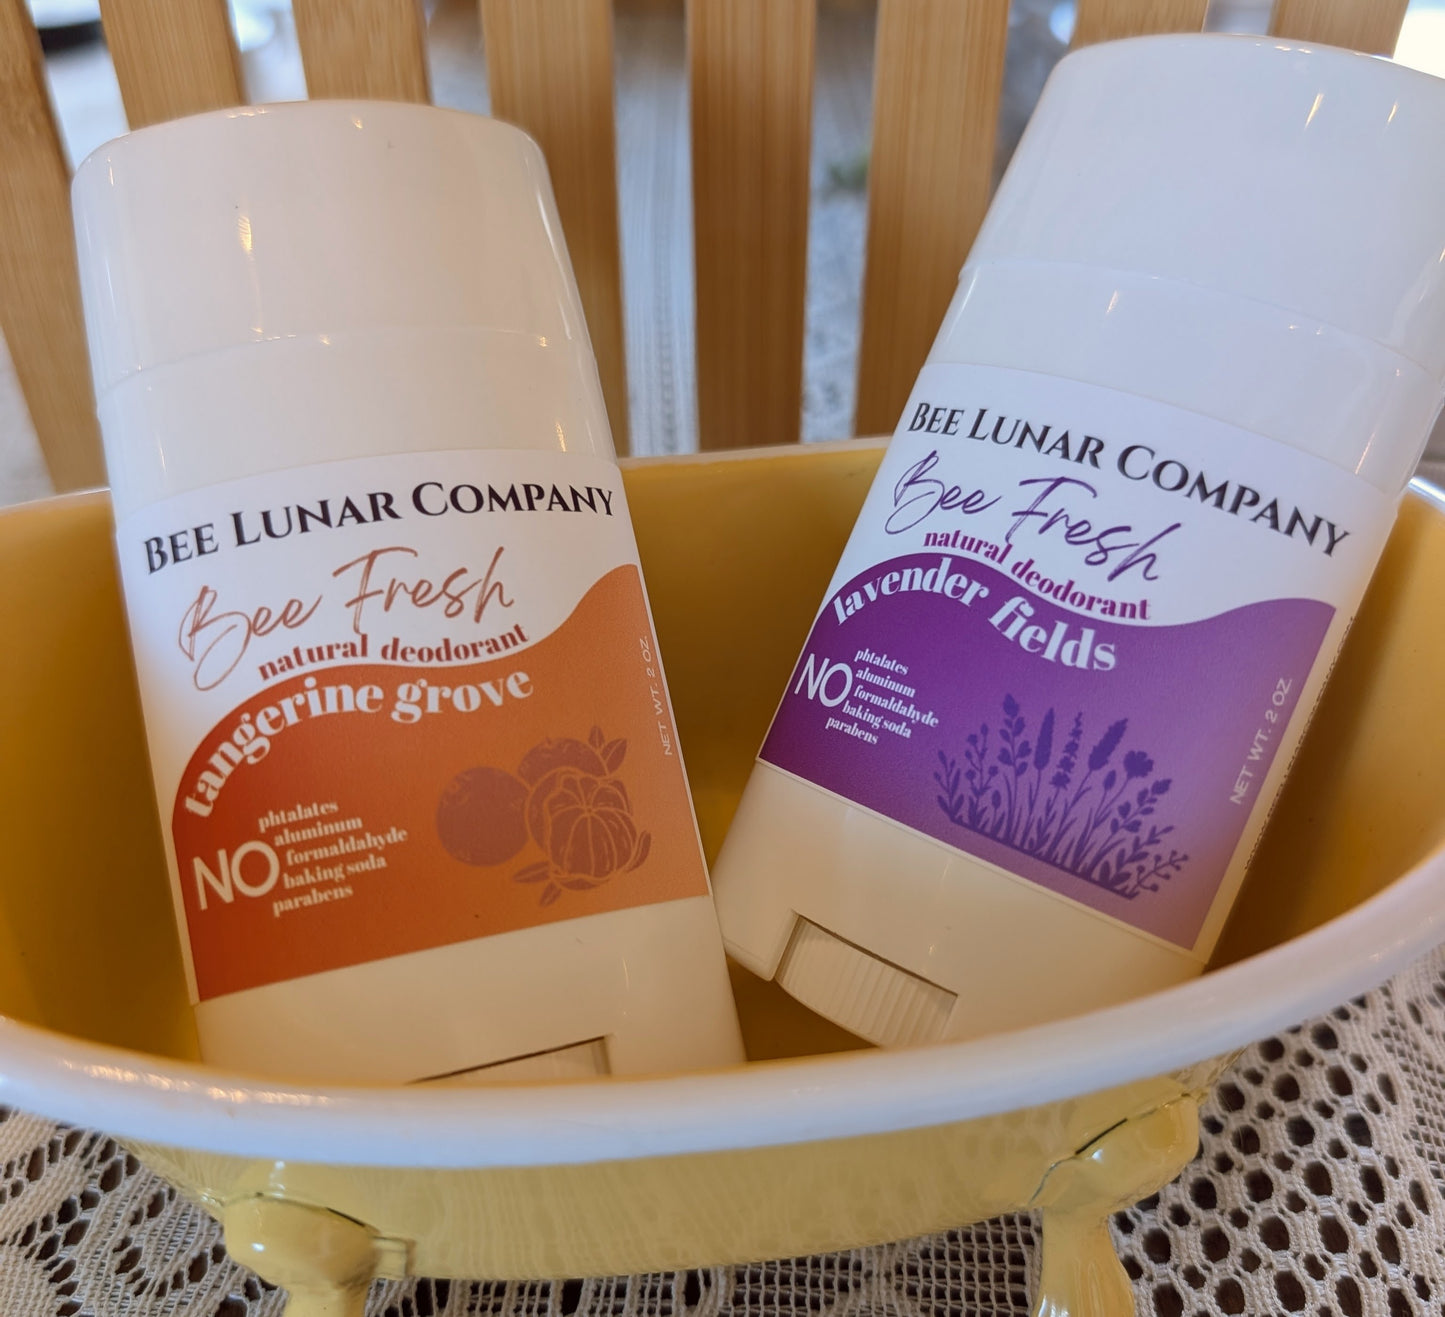 BEE LUNAR COMPANY
Bee Fresh
natural deodorant
tangerine grove
NO
phtalates
aluminum
formaldahyde
baking soda
parabens
NET WT. 2 OZ.
BEE LUNAR COMPANY
Bee Fresh
natural deodorant
lavender fields
NO
phtalates
aluminum
formaldahyde
baking soda
parabens
NET WT. 2 OZ.